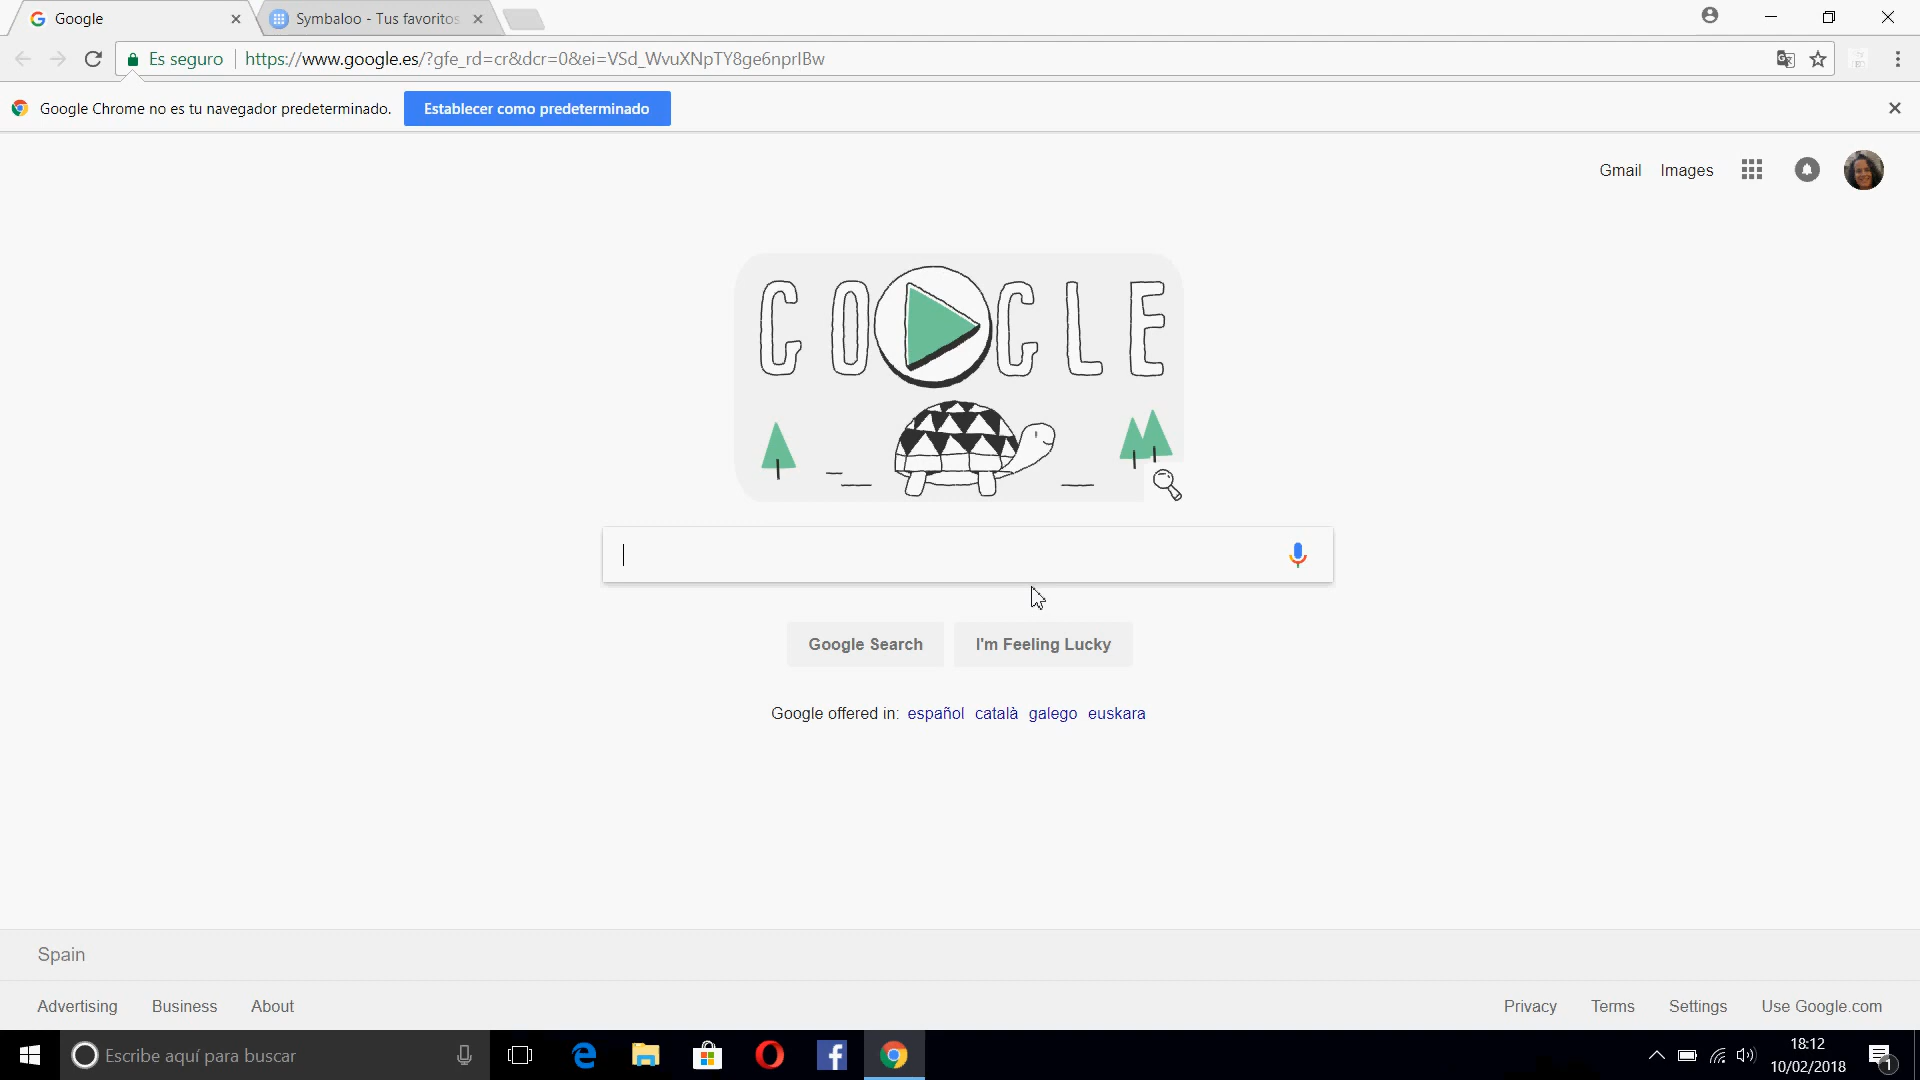 Google
Symbaloo - Tus favoritos
Es seguro
https://www.google.es/?gfe_rd=cr&dcr=0&ei=VSd_WvuXNpTY8ge6nprIBw
Google Chrome no es tu navegador predeterminado.
Establecer como predeterminado
Gmail Images
GOOGLE
Google Search
I'm Feeling Lucky
Google offered in: español català galego euskara
Spain
Advertising Business About
Privacy Terms Settings Use Google.com
Escribe aquí para buscar
18:12
10/02/2018
1